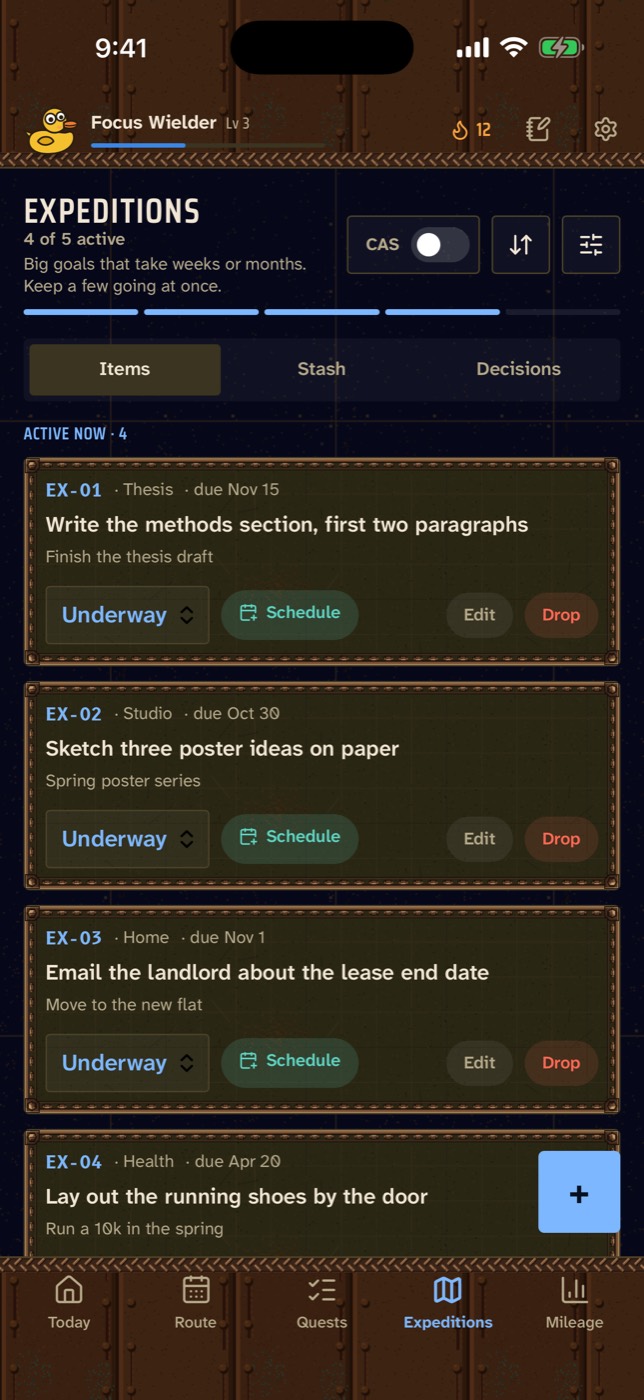 9:41
Focus Wielder Lv 3
12
EXPEDITIONS
4 of 5 active
Big goals that take weeks or months.
Keep a few going at once.
CAS
Items Stash Decisions
ACTIVE NOW · 4
EX-01 · Thesis · due Nov 15
Write the methods section, first two paragraphs
Finish the thesis draft
Underway Schedule Edit Drop
EX-02 · Studio · due Oct 30
Sketch three poster ideas on paper
Spring poster series
Underway Schedule Edit Drop
EX-03 · Home · due Nov 1
Email the landlord about the lease end date
Move to the new flat
Underway Schedule Edit Drop
EX-04 · Health · due Apr 20
Lay out the running shoes by the door
Run a 10k in the spring
+
Today Route Quests Expeditions Mileage